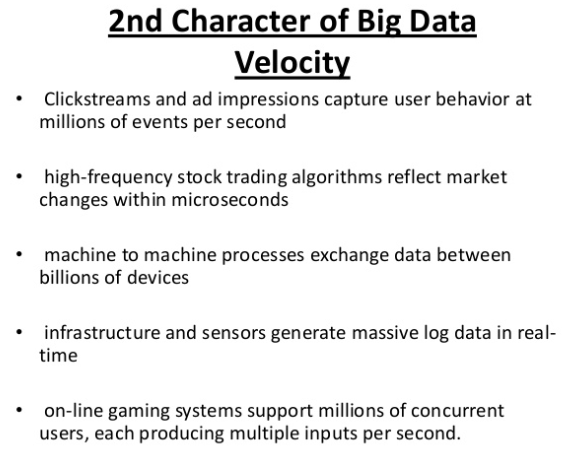 2nd Character of Big Data
Velocity
• Clickstreams and ad impressions capture user behavior at
millions of events per second
• high-frequency stock trading algorithms reflect market
changes within microseconds
• machine to machine processes exchange data between
billions of devices
• infrastructure and sensors generate massive log data in real-
time
• on-line gaming systems support millions of concurrent
users, each producing multiple inputs per second.